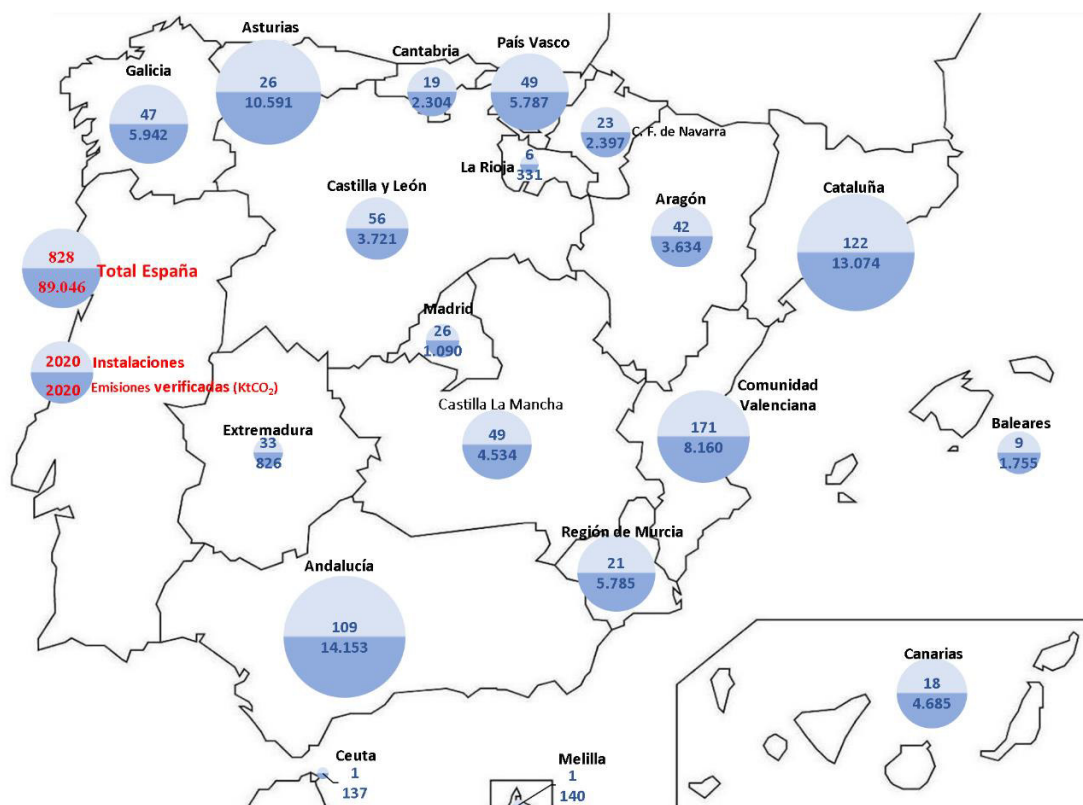 Asturias
26
10.591
Cantabria
19
2.304
País Vasco
49
5.787
Galicia
47
5.942
23
C. F. de Navarra
2.397
La Rioja
6
331
Castilla y León
56
3.721
Aragón
42
3.634
Cataluña
122
13.074
828
Total España
89.046
Madrid
26
1.090
2020 Instalaciones
2020 Emisiones verificadas (KtCO₂)
Extremadura
33
826
Castilla La Mancha
49
4.534
Comunidad
Valenciana
171
8.160
Baleares
9
1.755
Región de Murcia
21
5.785
Andalucía
109
14.153
Canarias
18
4.685
Ceuta
1
137
Melilla
1
140